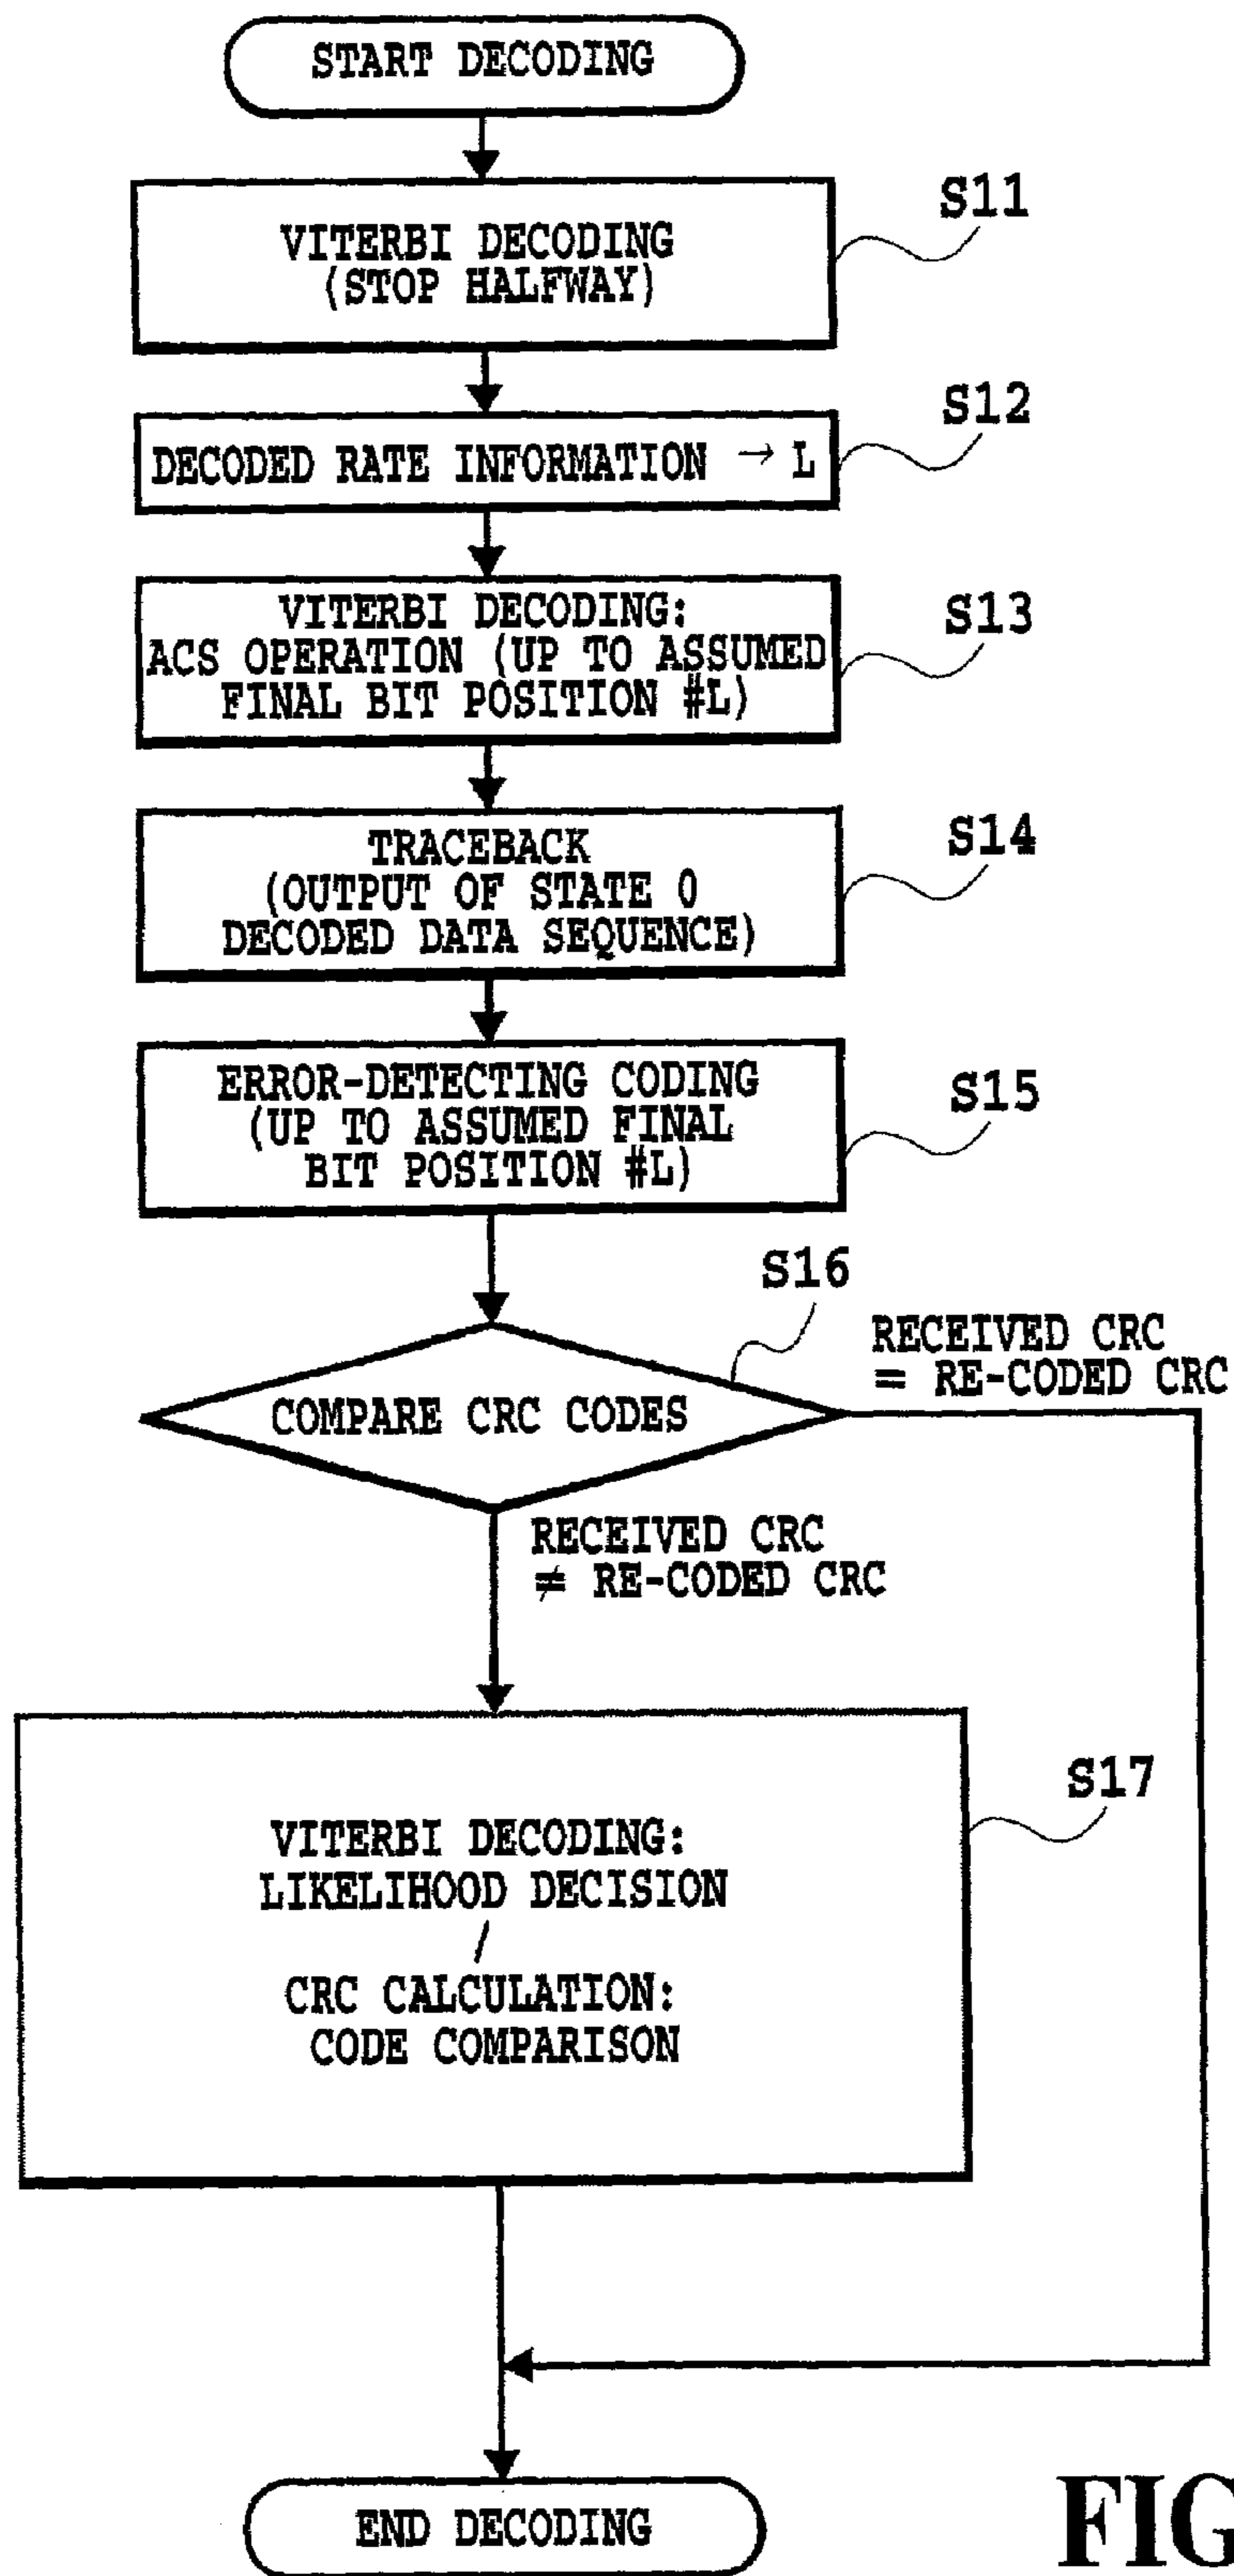 START DECODING
S11
VITERBI DECODING
(STOP HALFWAY)
S12
DECODED RATE INFORMATION → L
S13
VITERBI DECODING:
ACS OPERATION (UP TO ASSUMED
FINAL BIT POSITION #L)
S14
TRACEBACK
(OUTPUT OF STATE 0
DECODED DATA SEQUENCE)
S15
ERROR-DETECTING CODING
(UP TO ASSUMED FINAL
BIT POSITION #L)
S16
COMPARE CRC CODES
RECEIVED CRC
= RE-CODED CRC
RECEIVED CRC
≠ RE-CODED CRC
S17
VITERBI DECODING:
LIKELIHOOD DECISION
/
CRC CALCULATION:
CODE COMPARISON
END DECODING
FIG